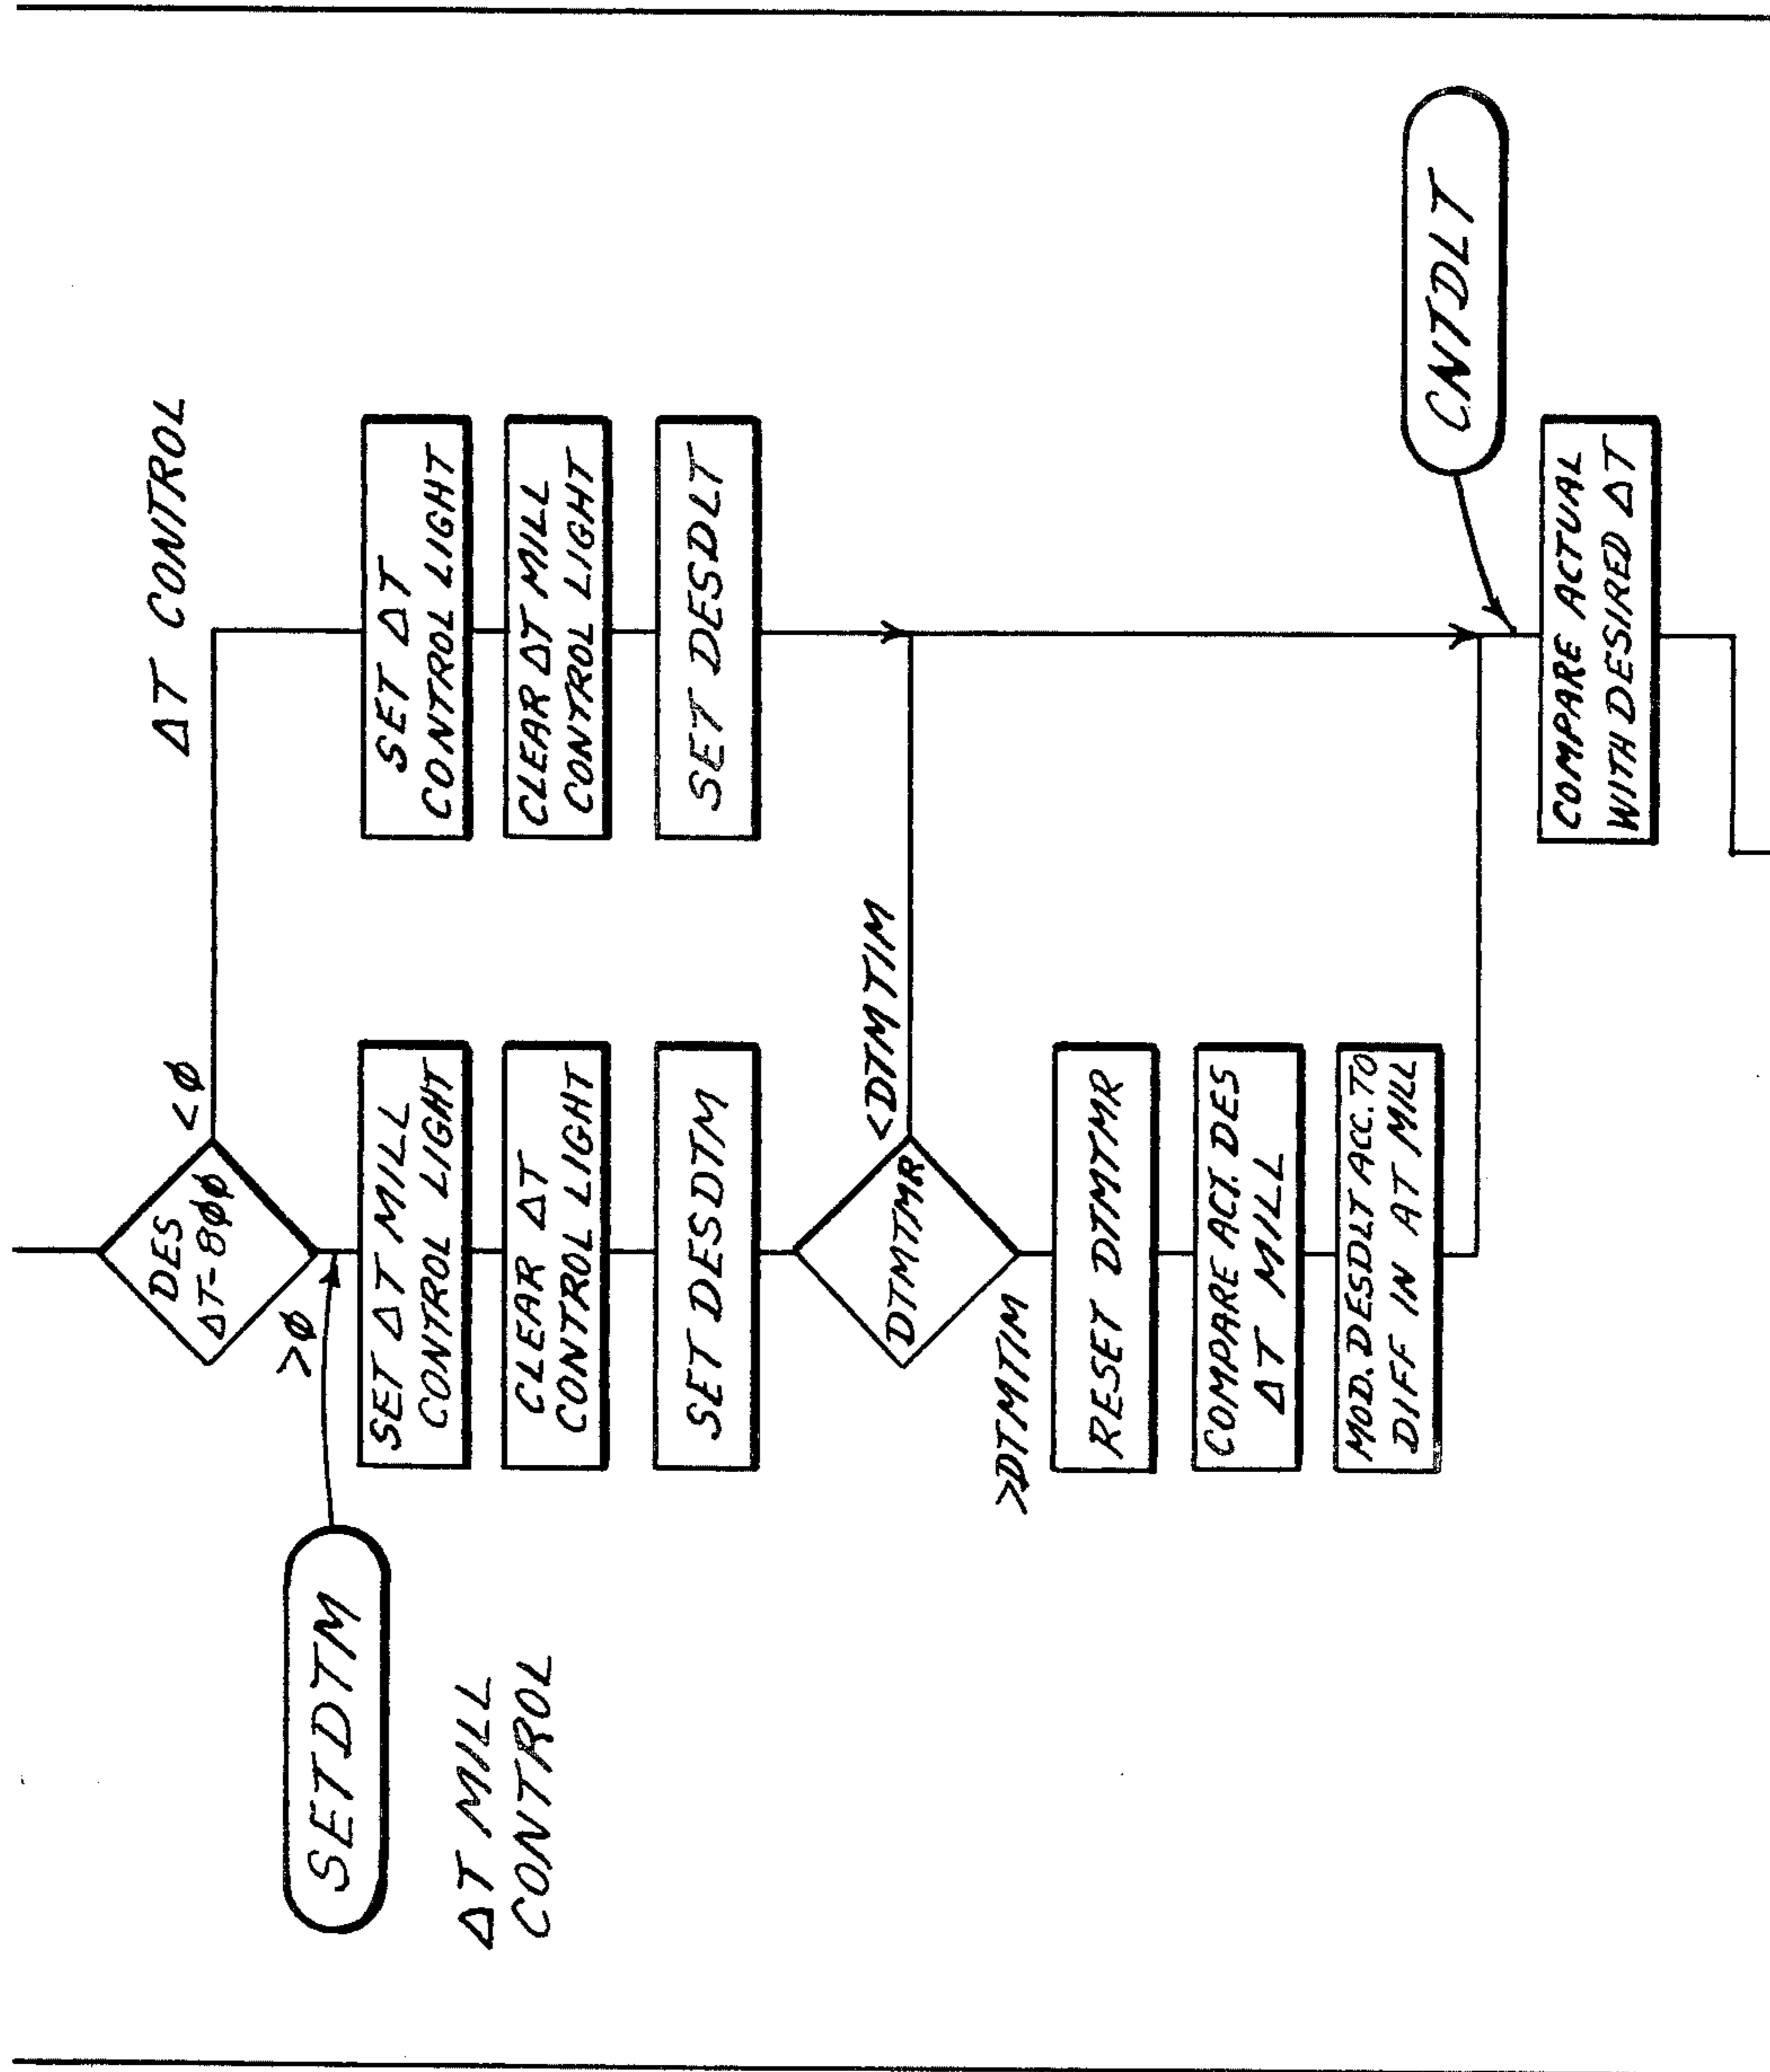 DES
ΔT-8ØØ
<Ø
>Ø
ΔT CONTROL
SETDTM
ΔT MILL
CONTROL
SET ΔT MILL
CONTROL LIGHT
CLEAR ΔT
CONTROL LIGHT
SET DESDTM
SET ΔT
CONTROL LIGHT
CLEAR ΔT MILL
CONTROL LIGHT
SET DESDLT
DTMTMR
<DTMTIM
>DTMTIM
RESET DTMTMR
COMPARE ACT. DES
ΔT MILL
MOD. DESDLT ACC. TO
DIFF IN AT MILL
CNTDLT
COMPARE ACTUAL
WITH DESIRED ΔT